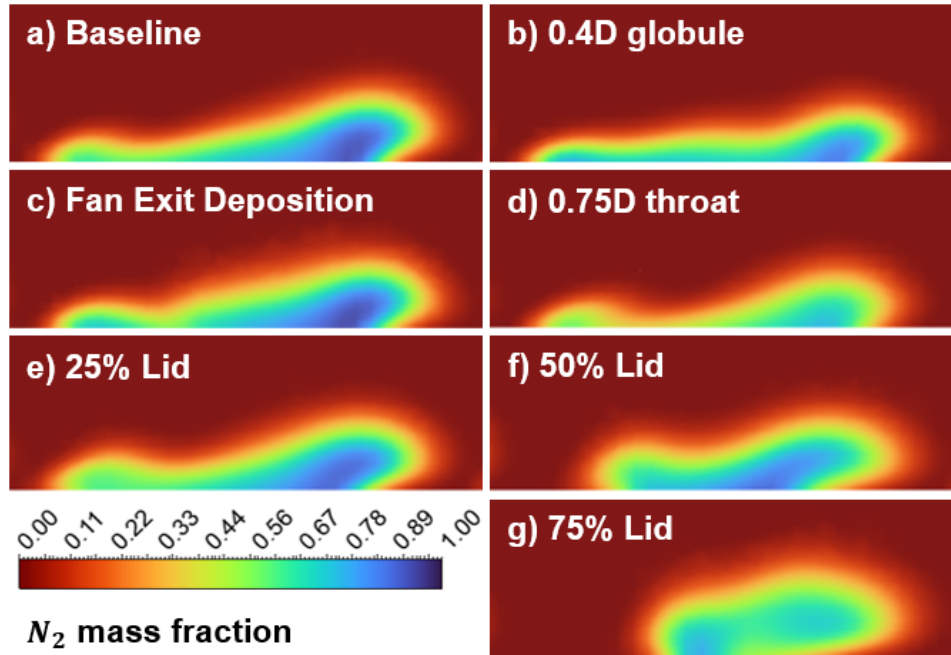 a) Baseline
b) 0.4D globule
c) Fan Exit Deposition
d) 0.75D throat
e) 25% Lid
f) 50% Lid
0.00 0.11 0.22 0.33 0.44 0.56 0.67 0.78 0.89 1.00
g) 75% Lid
N₂ mass fraction